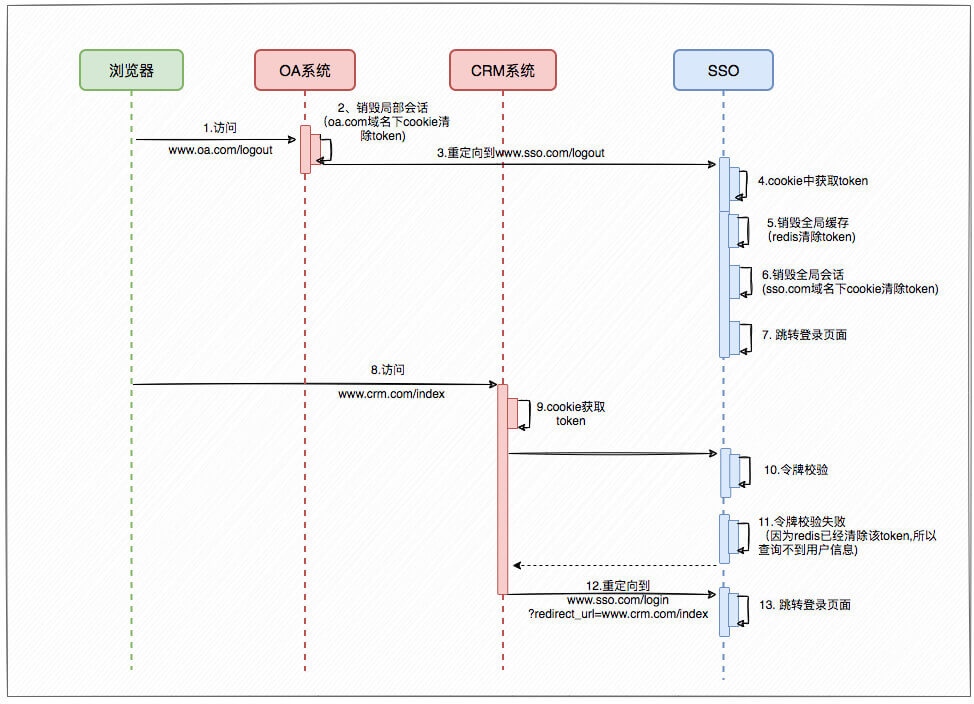 浏览器
OA系统
CRM系统
SSO
1.访问
www.oa.com/logout
2、销毁局部会话
（oa.com域名下cookie清
除token)
3.重定向到www.sso.com/logout
4.cookie中获取token
5.销毁全局缓存
（redis清除token)
6.销毁全局会话
(sso.com域名下cookie清除token)
7. 跳转登录页面
8.访问
www.crm.com/index
9.cookie获取
token
10.令牌校验
11.令牌校验失败
（因为redis已经清除该token,所以
查询不到用户信息)
12.重定向到
www.sso.com/login
?redirect_url=www.crm.com/index
13. 跳转登录页面